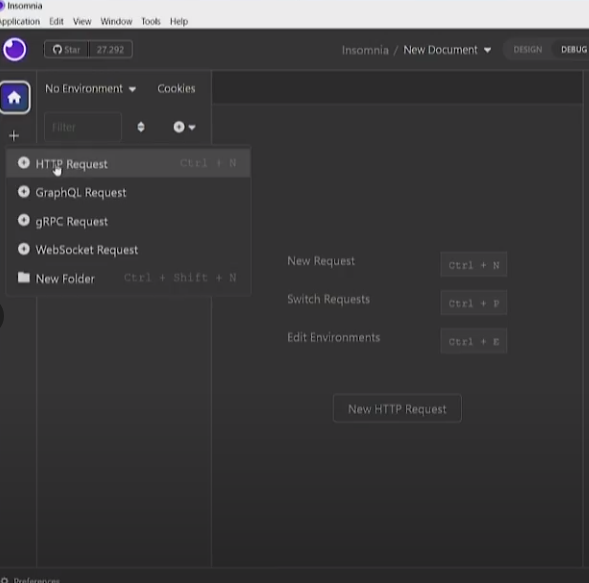 Insomnia
Application Edit View Window Tools Help
Star 27.292
Insomnia / New Document
DESIGN DEBUG
No Environment Cookies
Filter
HTTP Request Ctrl + N
GraphQL Request
gRPC Request
WebSocket Request
New Folder Ctrl + Shift + N
New Request Ctrl + N
Switch Requests Ctrl + P
Edit Environments Ctrl + E
New HTTP Request
Preferences